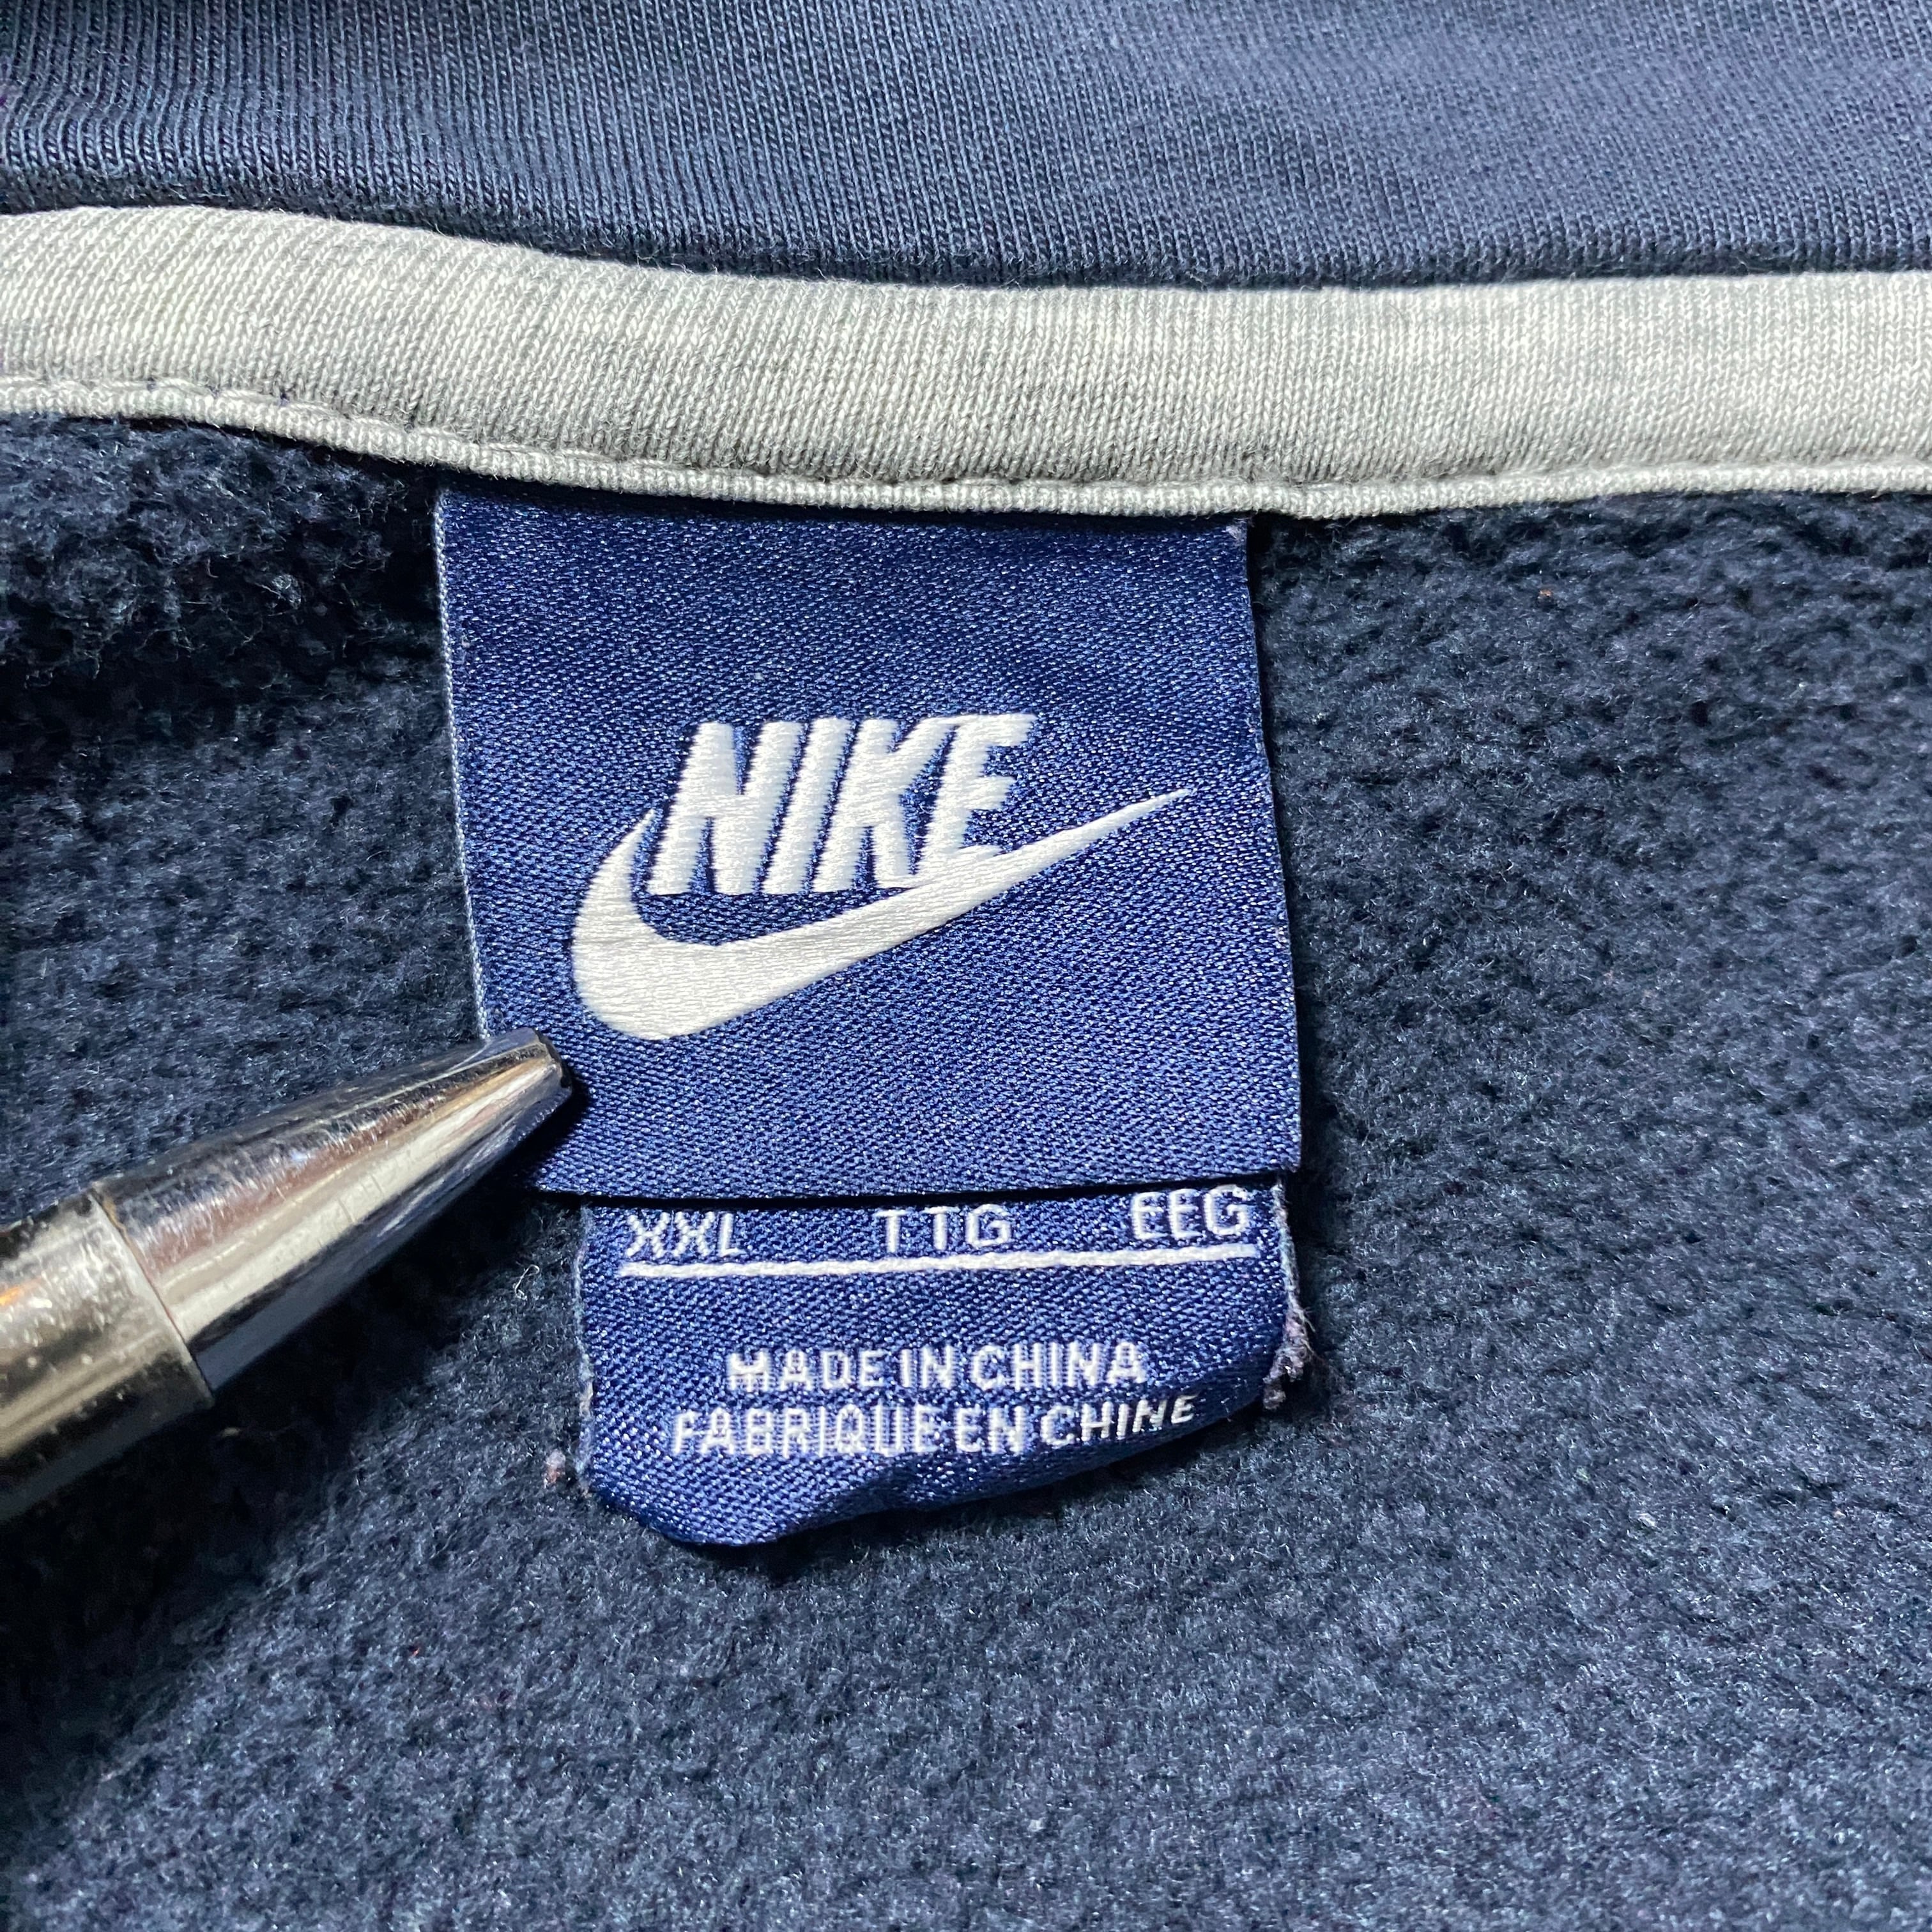 NIKE
XXL TTG EEG
MADE IN CHINA
FABRIQUE EN CHINE